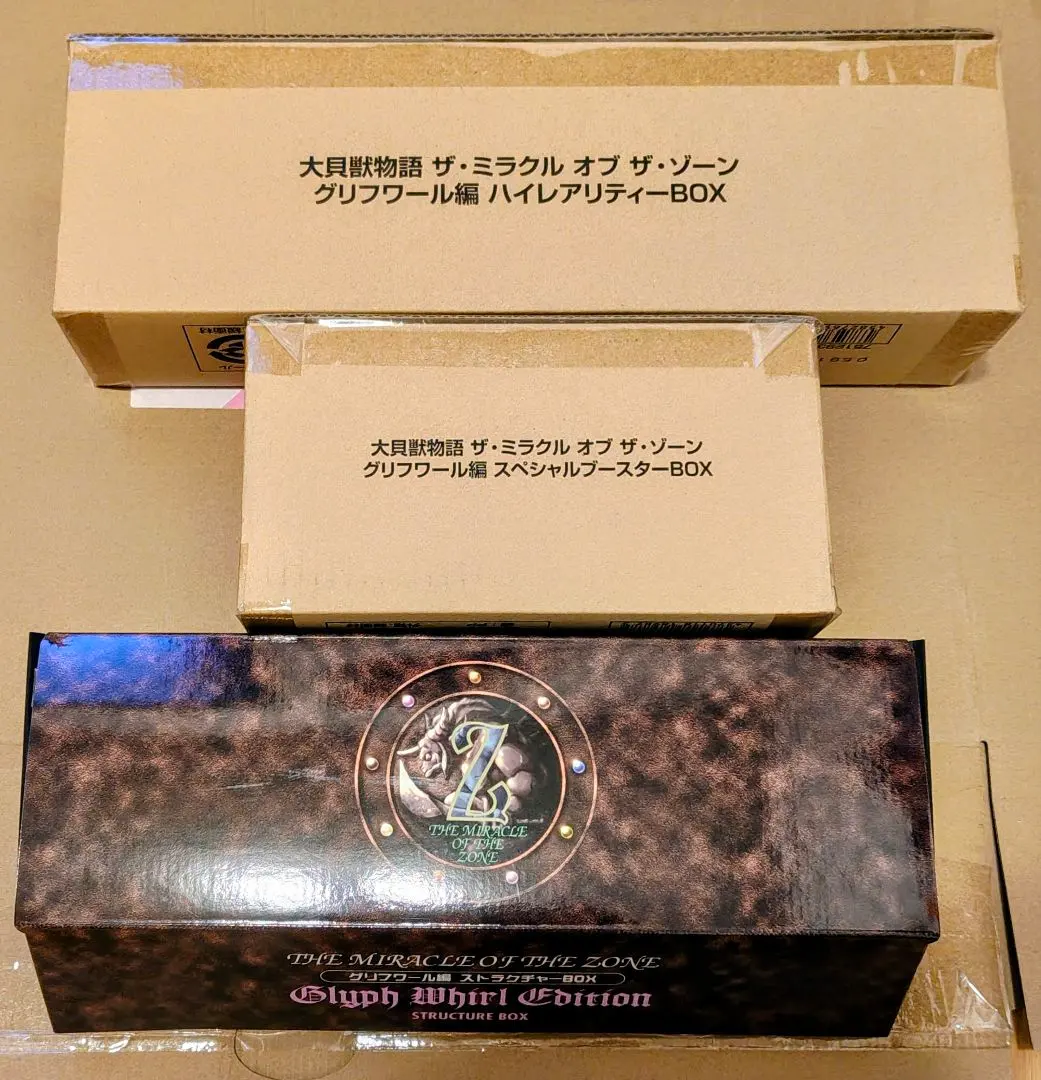 大貝獣物語 ザ・ミラクル オブ ザ・ゾーン
グリフワール編 ハイレアリティーBOX
大貝獣物語 ザ・ミラクル オブ ザ・ゾーン
グリフワール編 スペシャルブースターBOX
Z
THE MIRACLE
OF THE
ZONE
THE MIRACLE OF THE ZONE
グリフワール編 ストラクチャーBOX
Glyph Whirl Edition
STRUCTURE BOX